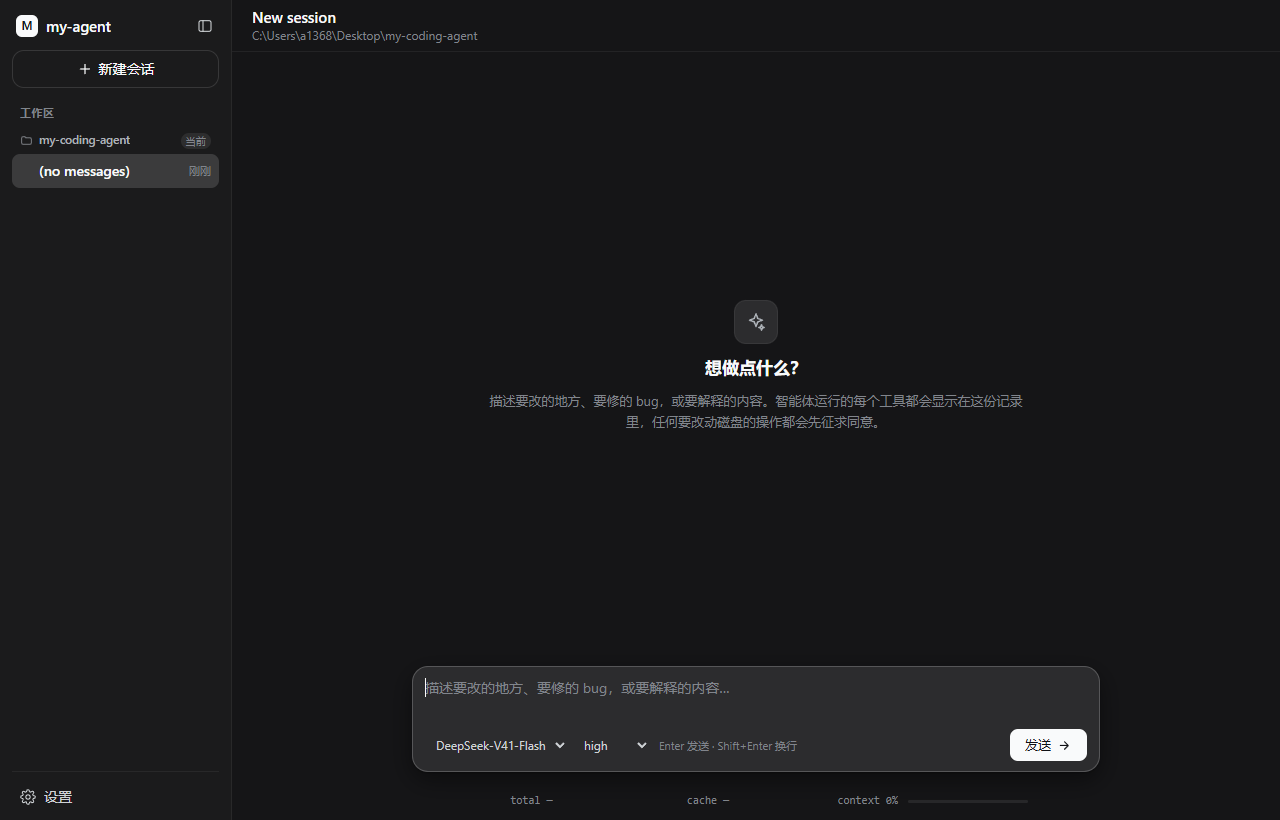 M my-agent
+ 新建会话
工作区
my-coding-agent 当前
(no messages) 刚刚
设置
New session
C:\Users\a1368\Desktop\my-coding-agent
想做点什么?
描述要改的地方、要修的 bug，或要解释的内容。智能体运行的每个工具都会显示在这份记录
里，任何要改动磁盘的操作都会先征求同意。
描述要改的地方、要修的 bug，或要解释的内容...
DeepSeek-V41-Flash high Enter 发送 · Shift+Enter 换行 发送 →
total — cache — context 0%